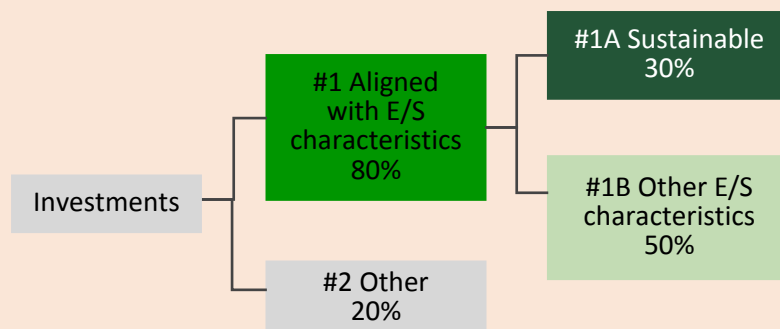 Investments
#1 Aligned
with E/S
characteristics
80%
#2 Other
20%
#1A Sustainable
30%
#1B Other E/S
characteristics
50%